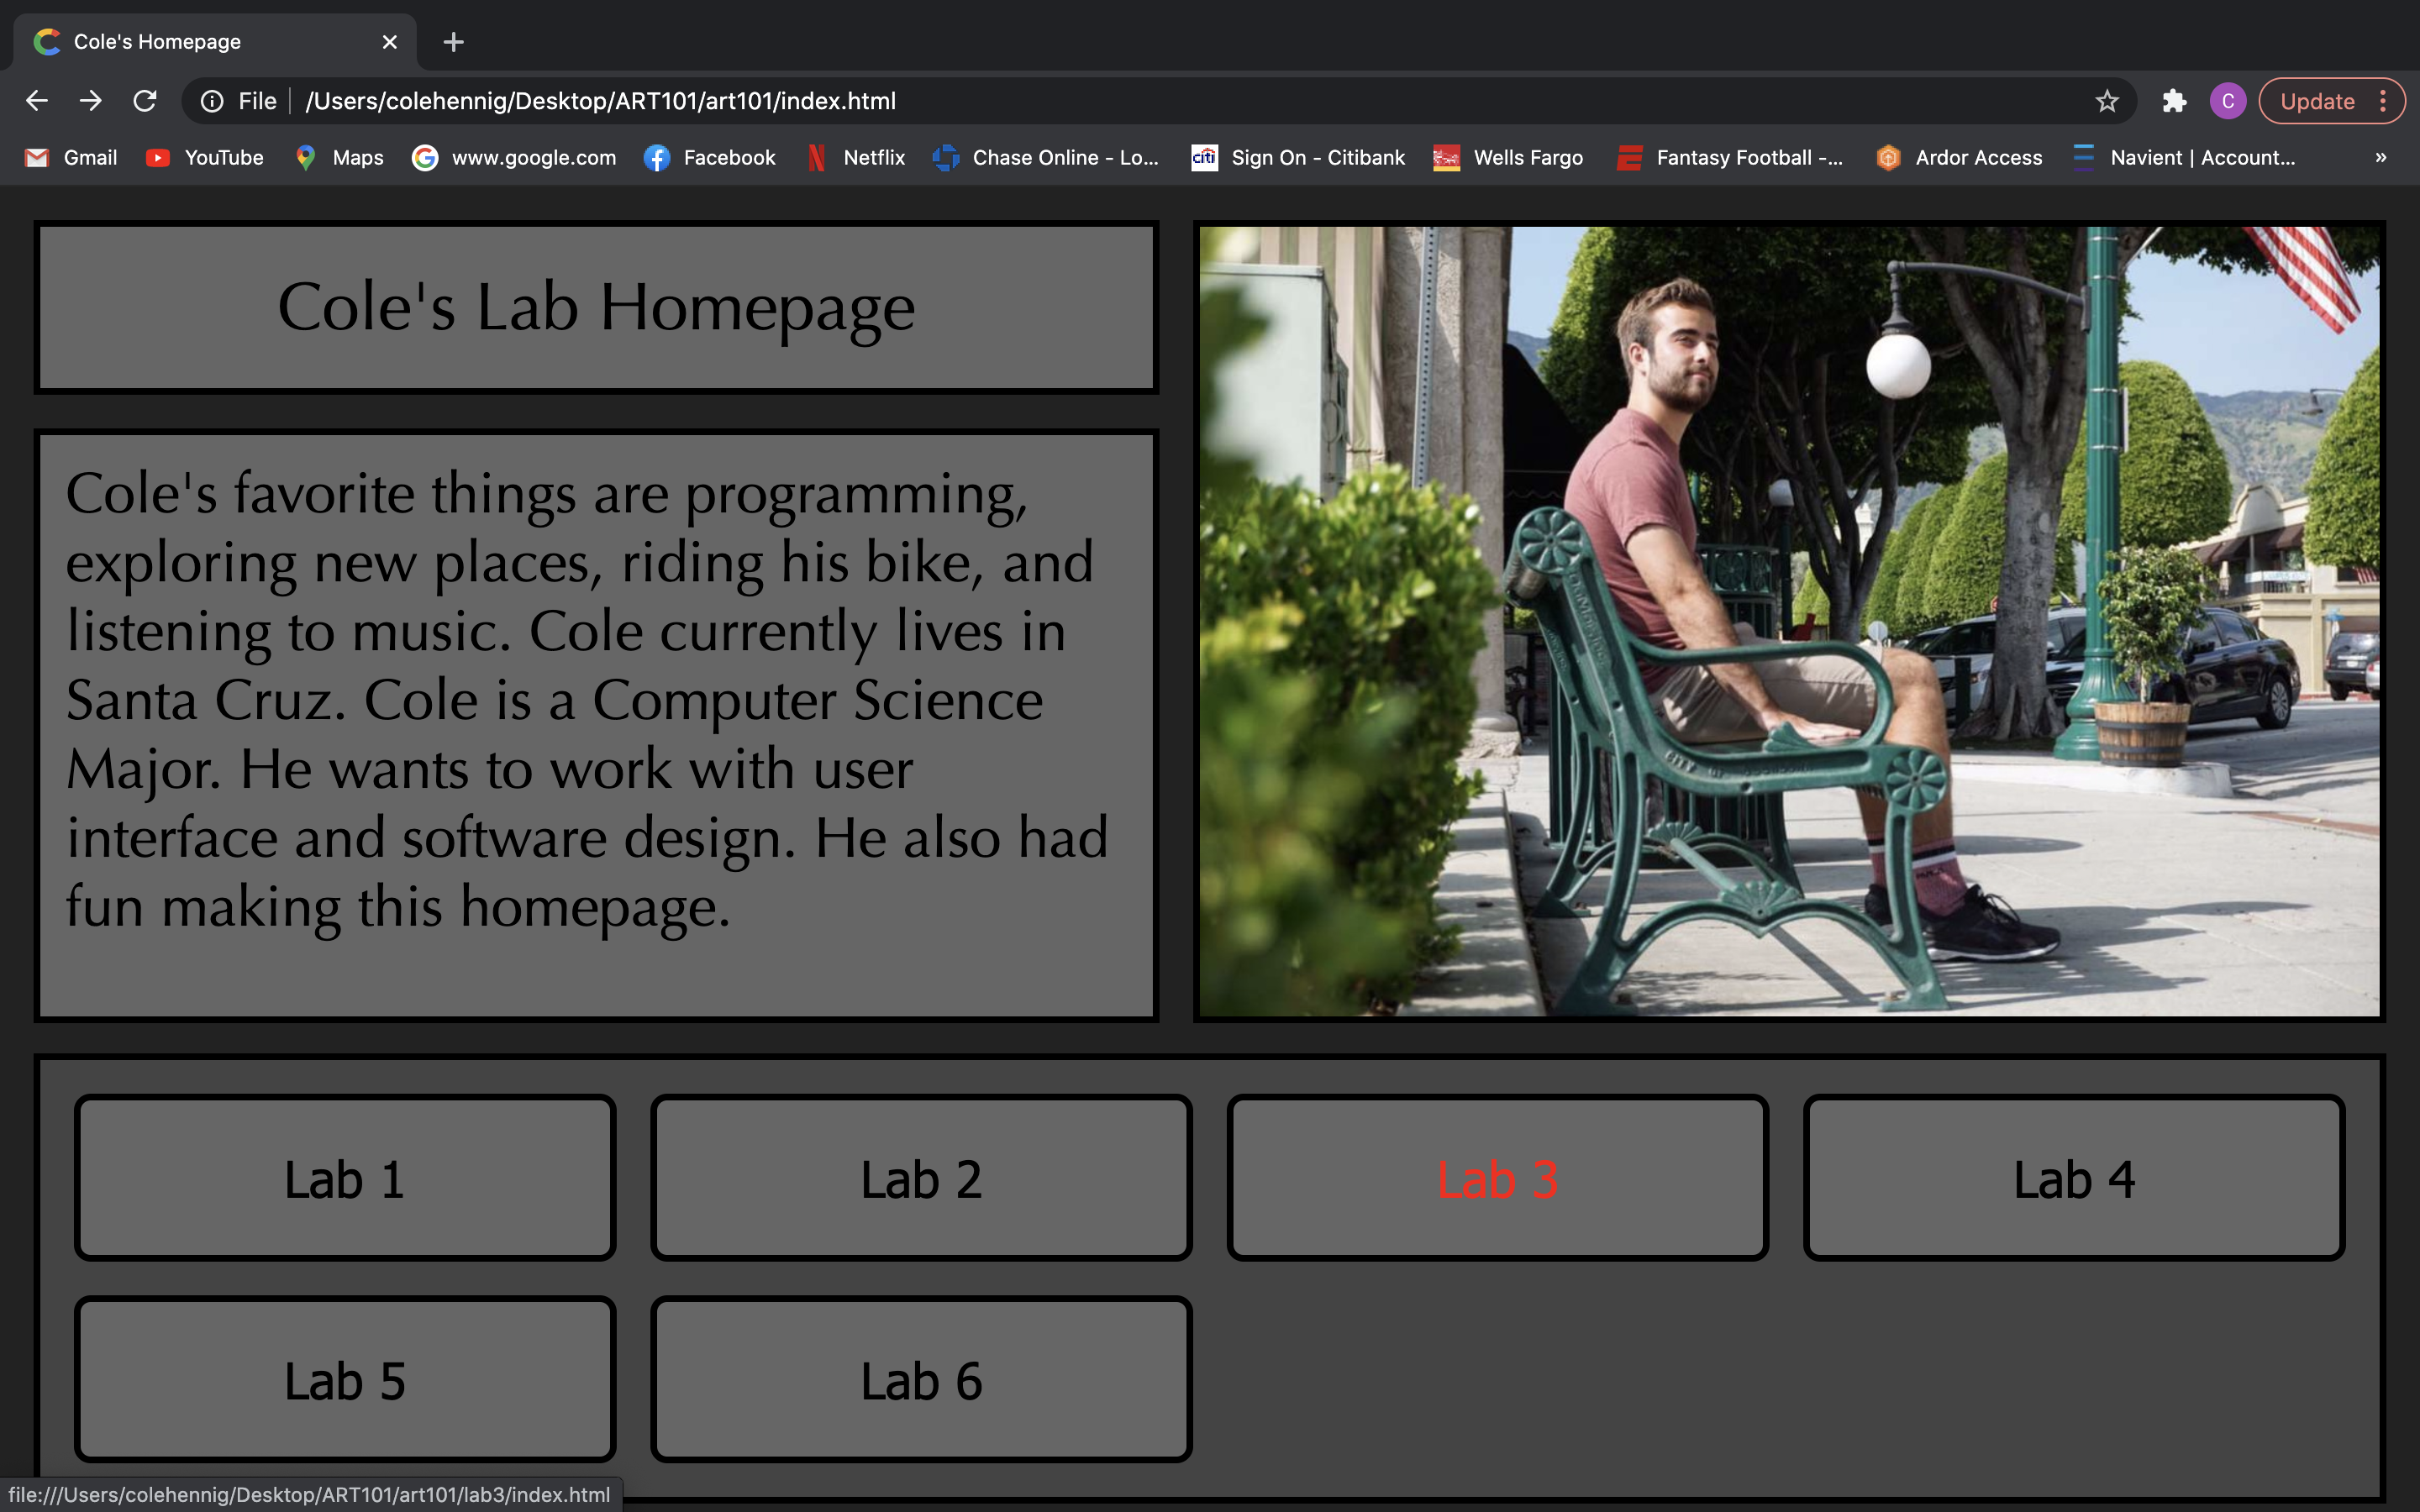 Cole's Homepage
File /Users/colehennig/Desktop/ART101/art101/index.html C Update
Gmail YouTube Maps www.google.com Facebook Netflix Chase Online - Lo... citi Sign On - Citibank Wells Fargo Fantasy Football -... Ardor Access Navient | Account... »
Cole's Lab Homepage
Cole's favorite things are programming,
exploring new places, riding his bike, and
listening to music. Cole currently lives in
Santa Cruz. Cole is a Computer Science
Major. He wants to work with user
interface and software design. He also had
fun making this homepage.
CITY OF
Lab 1 Lab 2 Lab 3 Lab 4
Lab 5 Lab 6
file:///Users/colehennig/Desktop/ART101/art101/lab3/index.html